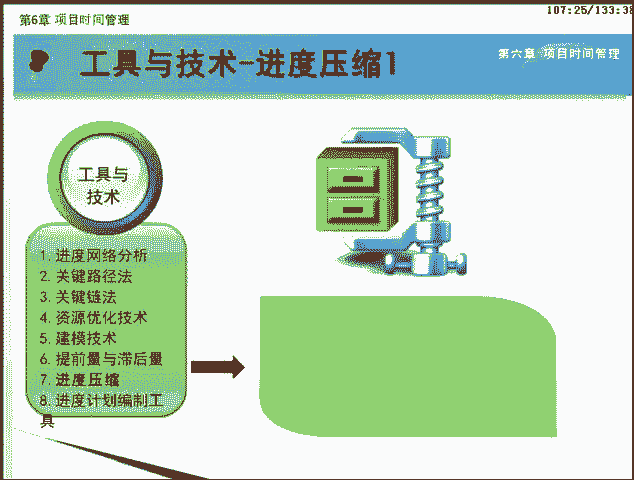 107:25/133:38
第6章 项目时间管理
工具与技术-进度压缩1
第六章 项目时间管理
工具与
技术
1. 进度网络分析
2. 关键路径法
3. 关键链法
4. 资源优化技术
5. 建模技术
6. 提前量与滞后量
7. 进度压缩
8. 进度计划编制工
具